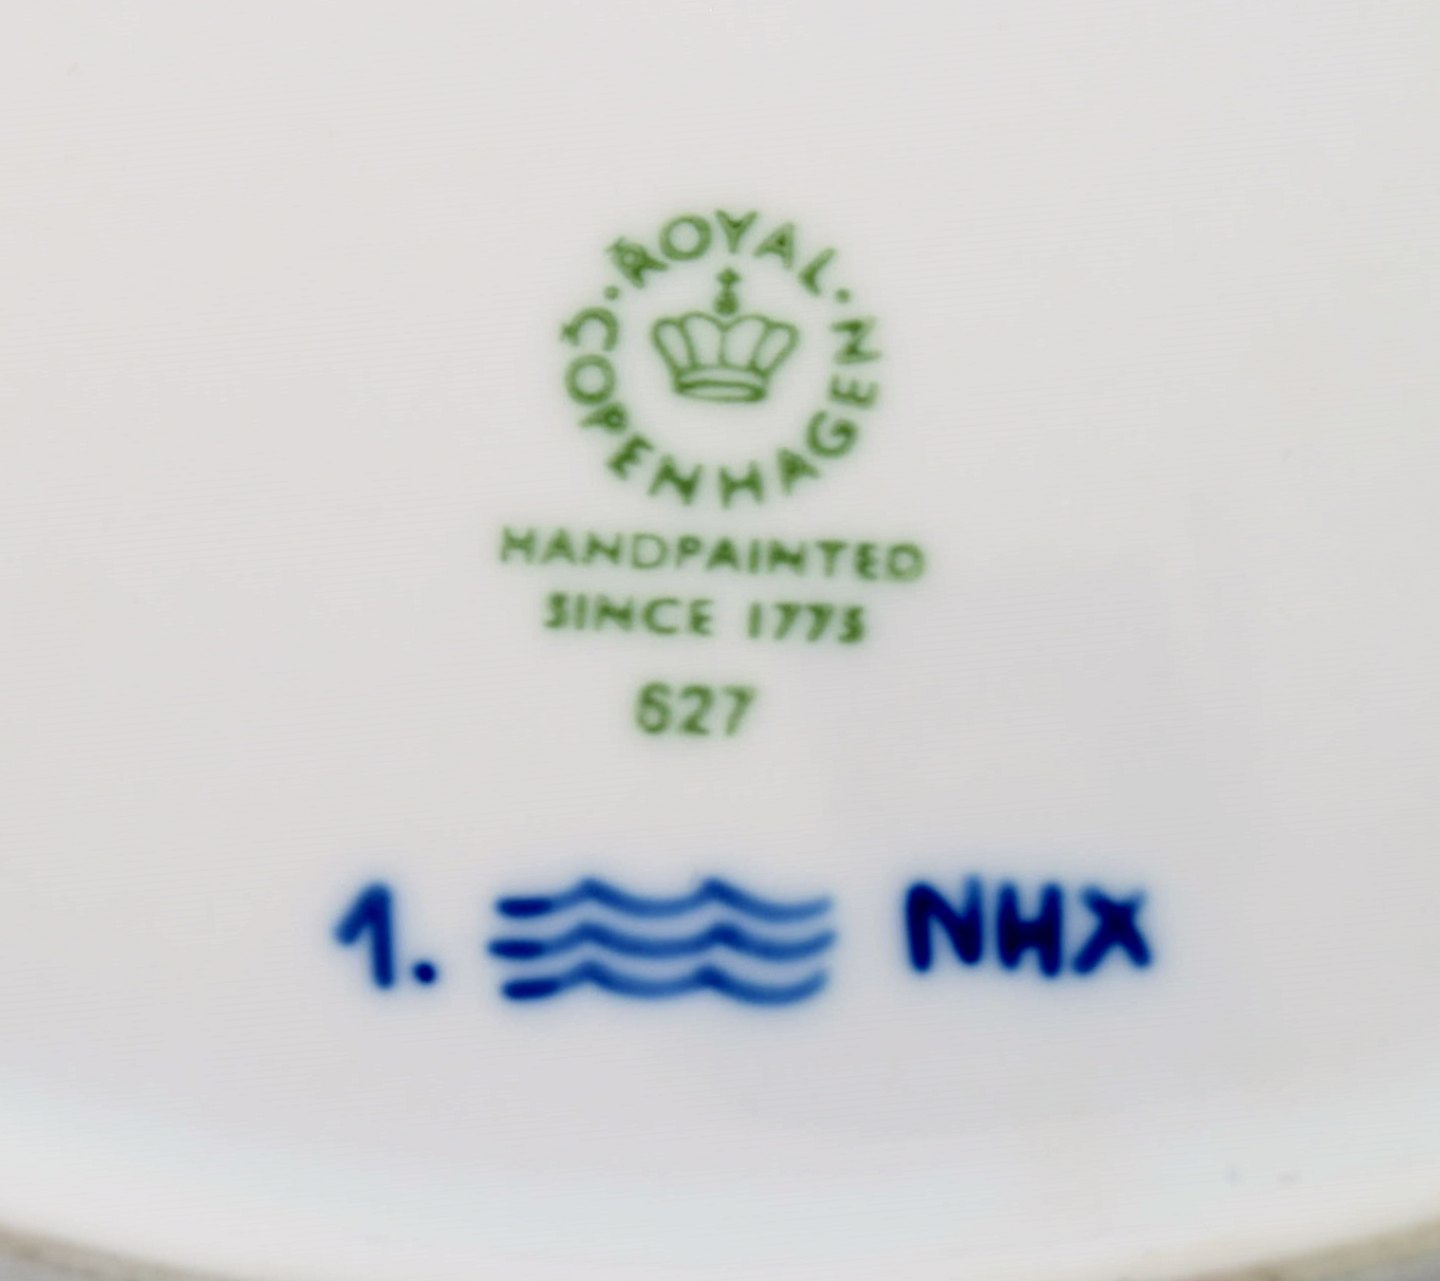 ROYAL · COPENHAGEN ·
HANDPAINTED
SINCE 1775
627
1. NHX